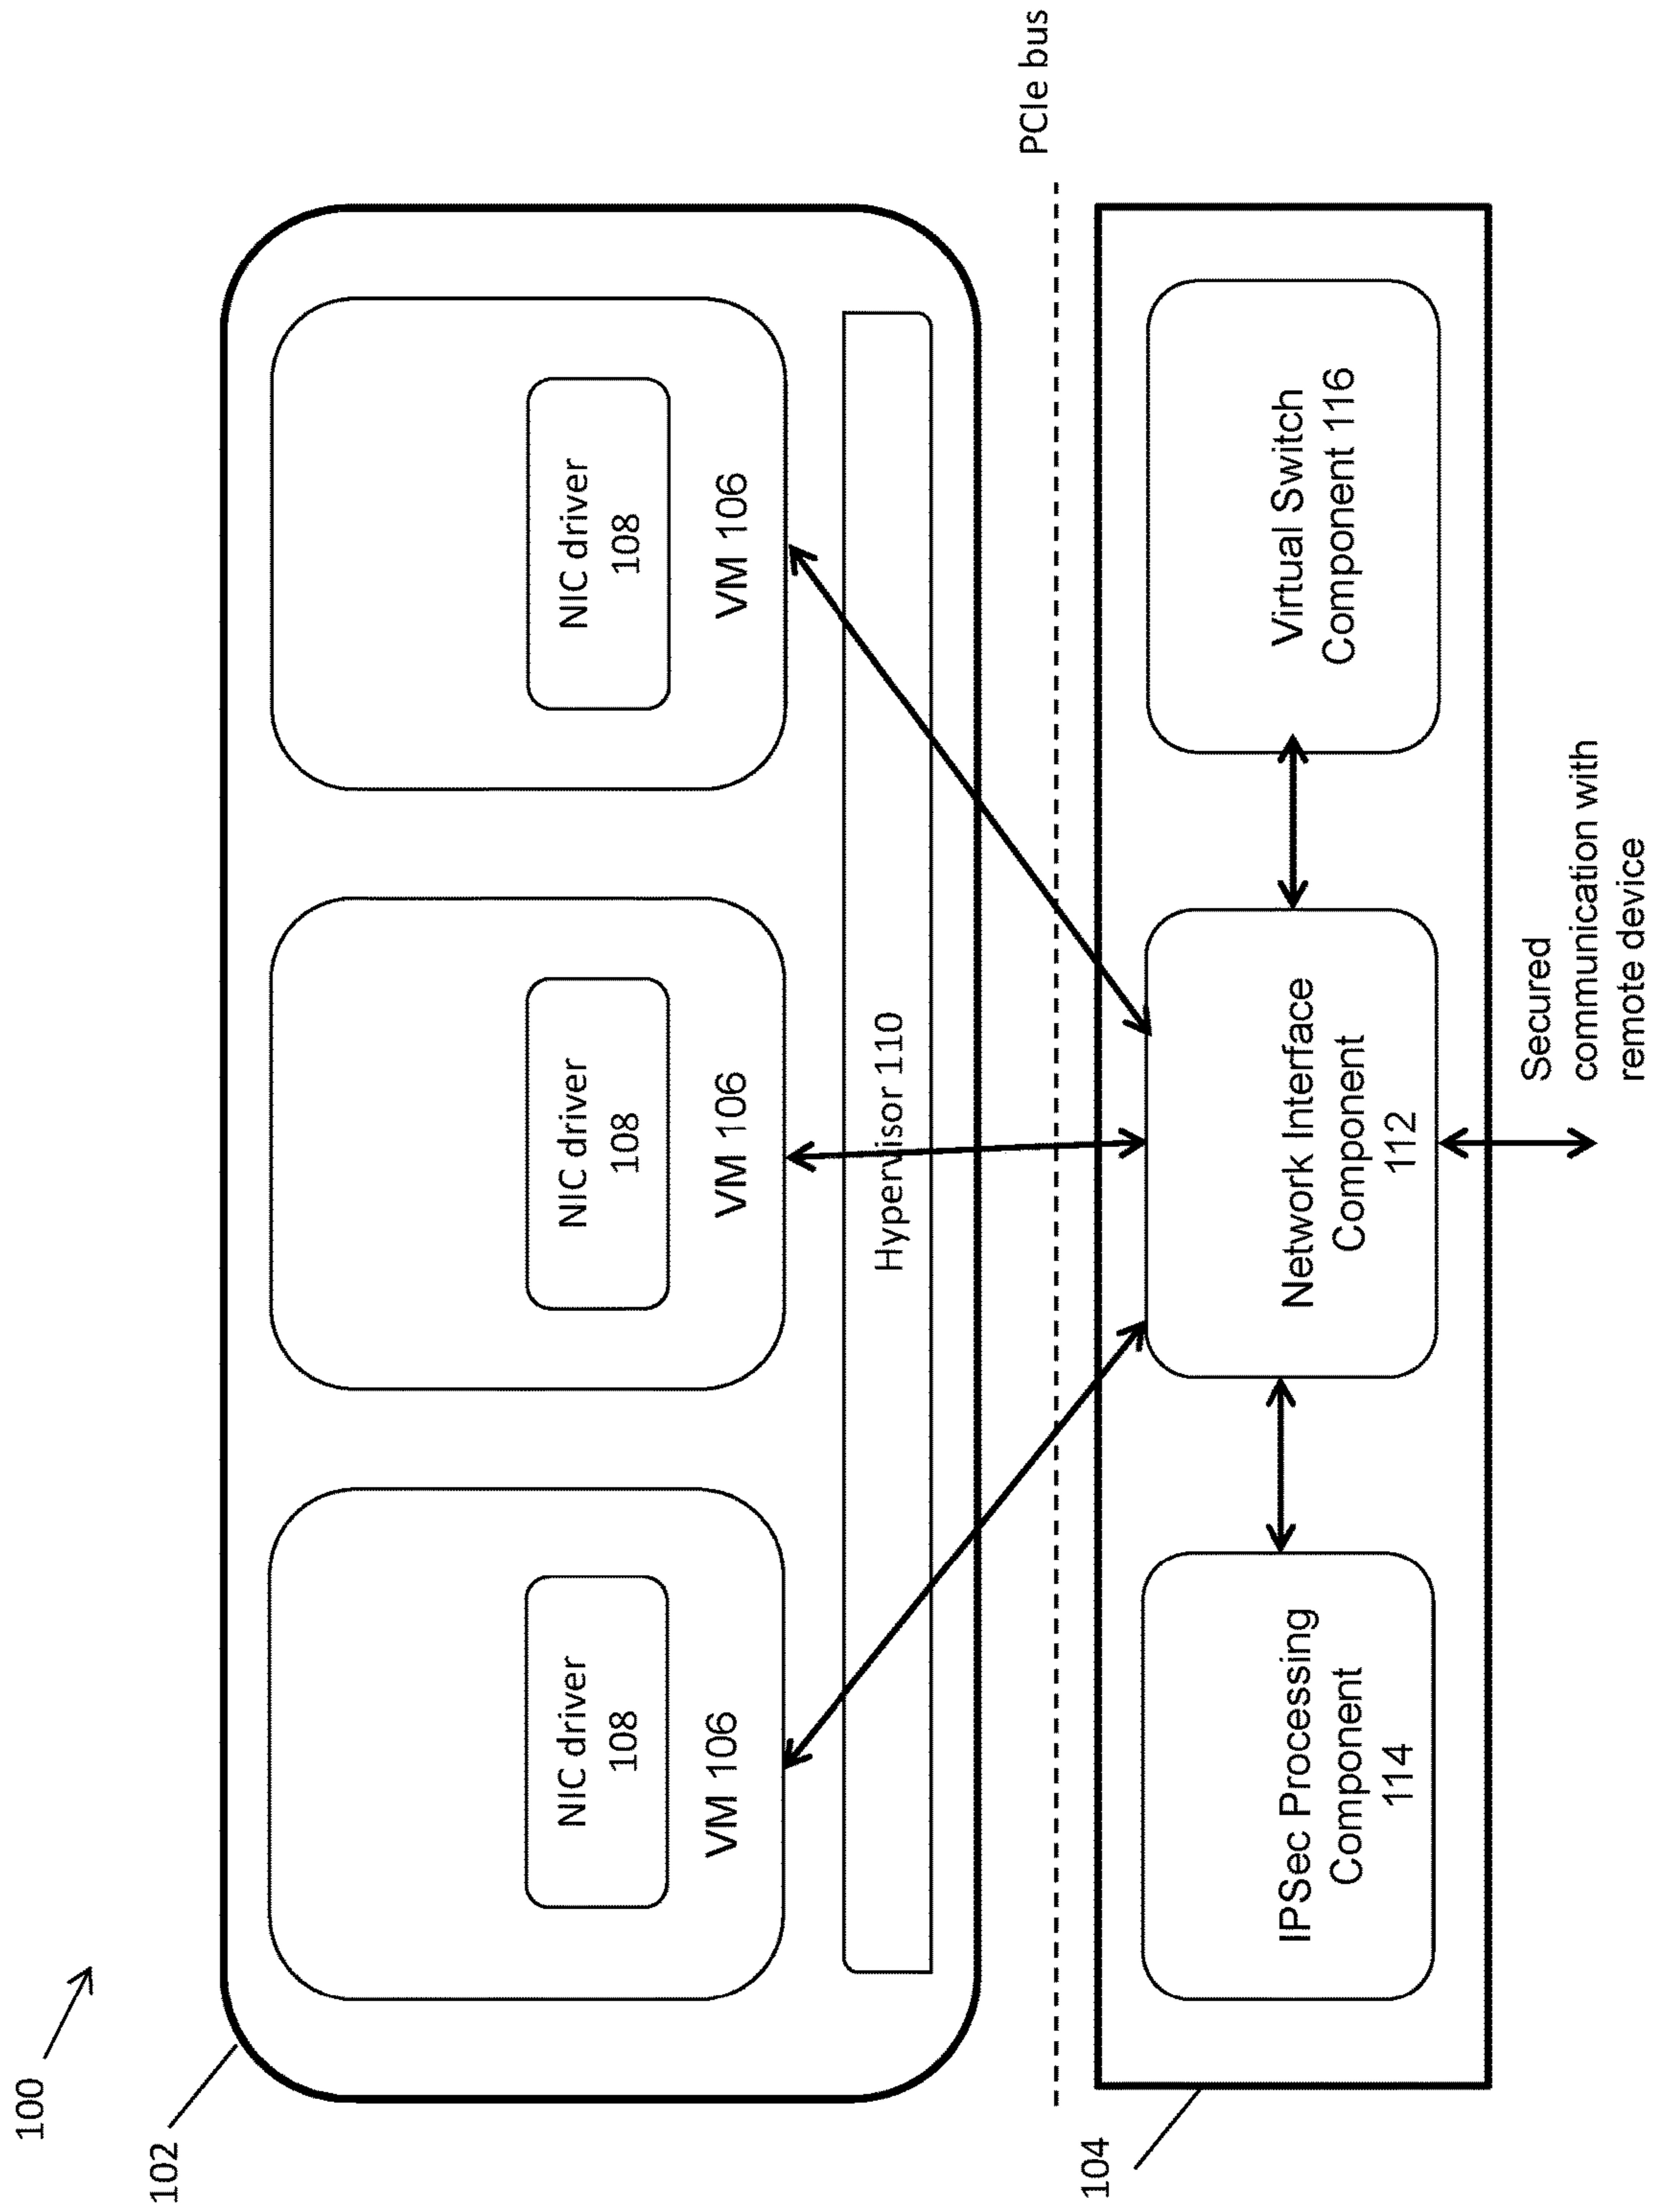 100
102
NIC driver
108
VM 106
NIC driver
108
VM 106
NIC driver
108
VM 106
Hypervisor 110
PCIe bus
104
IPSec Processing
Component
114
Network Interface
Component
112
Virtual Switch
Component 116
Secured
communication with
remote device